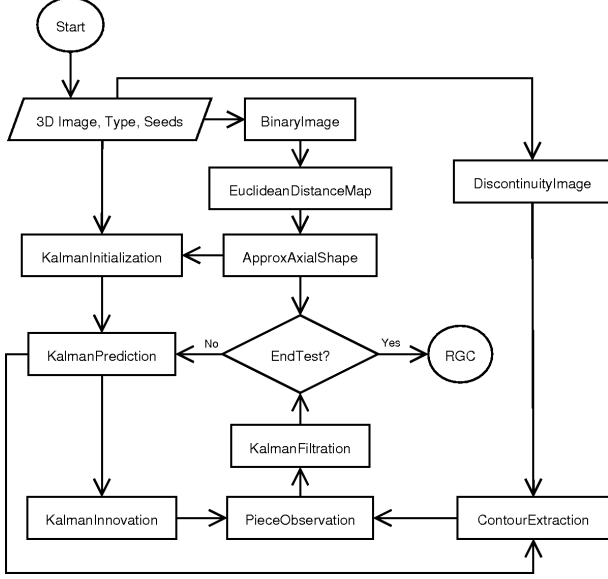 Start
3D Image, Type, Seeds
BinaryImage
EuclideanDistanceMap
DiscontinuityImage
KalmanInitialization
ApproxAxialShape
KalmanPrediction
No
EndTest?
Yes
RGC
KalmanFiltration
KalmanInnovation
PieceObservation
ContourExtraction